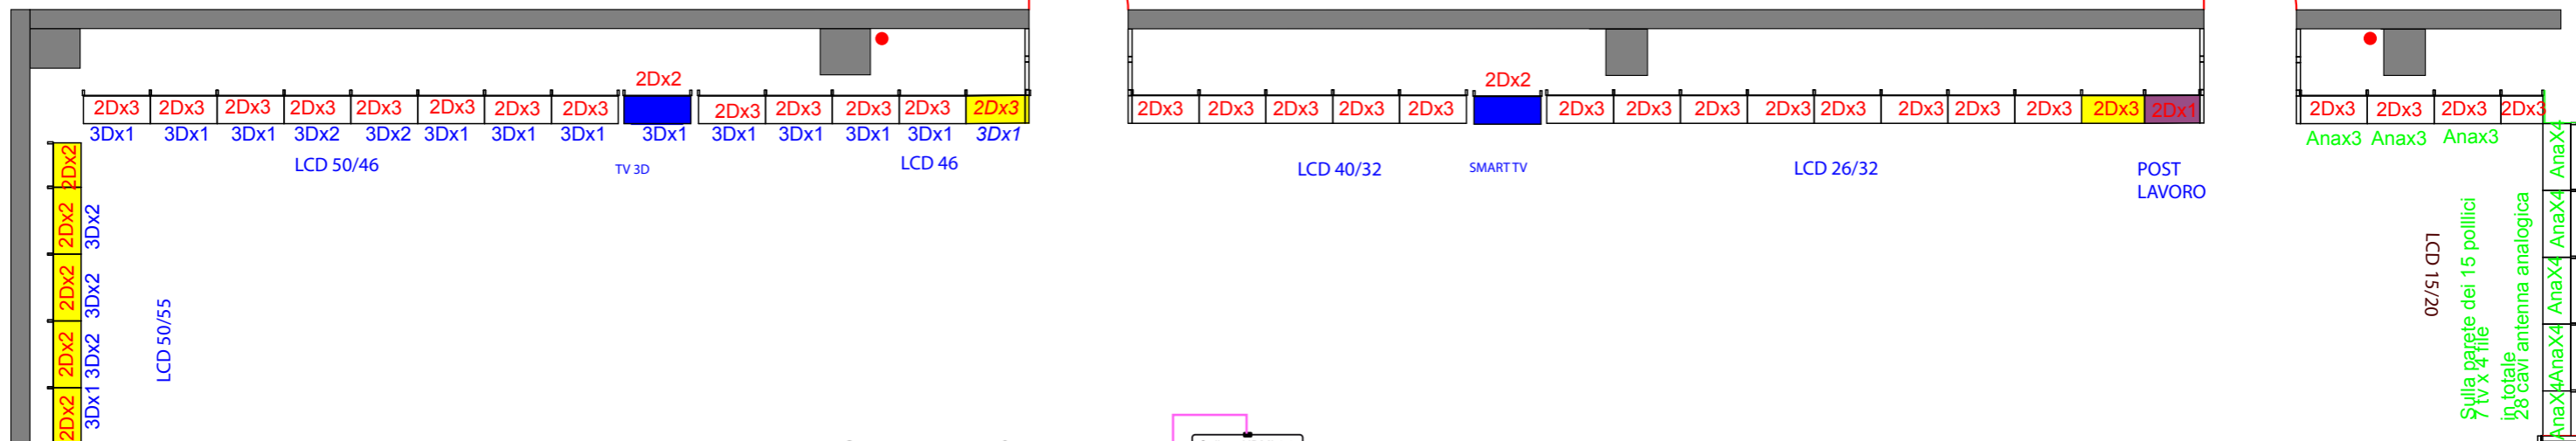 2Dx2
2Dx2
2Dx3 2Dx3 2Dx3 2Dx3 2Dx3 2Dx3 2Dx3 2Dx3 2Dx3 2Dx3 2Dx3 2Dx3 2Dx3
2Dx3 2Dx3 2Dx3 2Dx3 2Dx3 2Dx3 2Dx3 2Dx3 2Dx3 2Dx3 2Dx3 2Dx3 2Dx3 2Dx1
2Dx3 2Dx3 2Dx3 2Dx3
3Dx1 3Dx1 3Dx1 3Dx2 3Dx2 3Dx1 3Dx1 3Dx1 3Dx1 3Dx1 3Dx1 3Dx1 3Dx1 3Dx1
Anax3 Anax3 Anax3
LCD 50/46
TV 3D
LCD 46
LCD 40/32
SMART TV
LCD 26/32
POST
LAVORO
2Dx2 2Dx2 2Dx2 2Dx2 2Dx2
3Dx1 3Dx2 3Dx2 3Dx2
LCD 50/55
LCD 15/20
Sulla parete dei 15 pollici
7 tv x 4 file
in totale
28 cavi antenna analogica
AnaX4 AnaX4 AnaX4 AnaX4 AnaX4